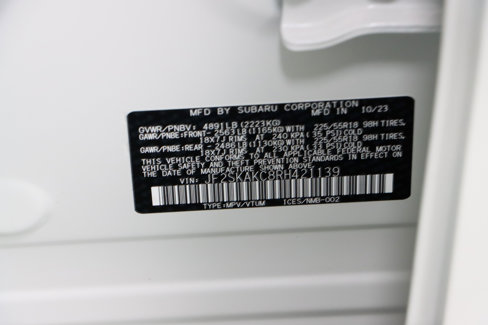 MFD BY SUBARU CORPORATION
MFD IN 10/23
GVWR/PNBV: 4891LB (2223KG)
GAWR/PNBE:FRONT- 2563LB(1165KG)WITH 225/55R18 98H TIRES,
18X7J RIMS AT 240 KPA(35 PSI)COLD
GAWR/PNBE:REAR -2486LB(1130KG)WITH 225/55R18 98H TIRES,
18X7J RIMS AT 230 KPA(33 PSI)COLD
THIS VEHICLE CONFORMS TO ALL APPLICABLE FEDERAL MOTOR
VEHICLE SAFETY STANDARDS IN EFFECT ON THE DATE OF
MANUFACTURE SHOWN ABOVE.
VIN: JF2SKAKC8RH421139
TYPE:MPV/VTUM ICES/NMB-002